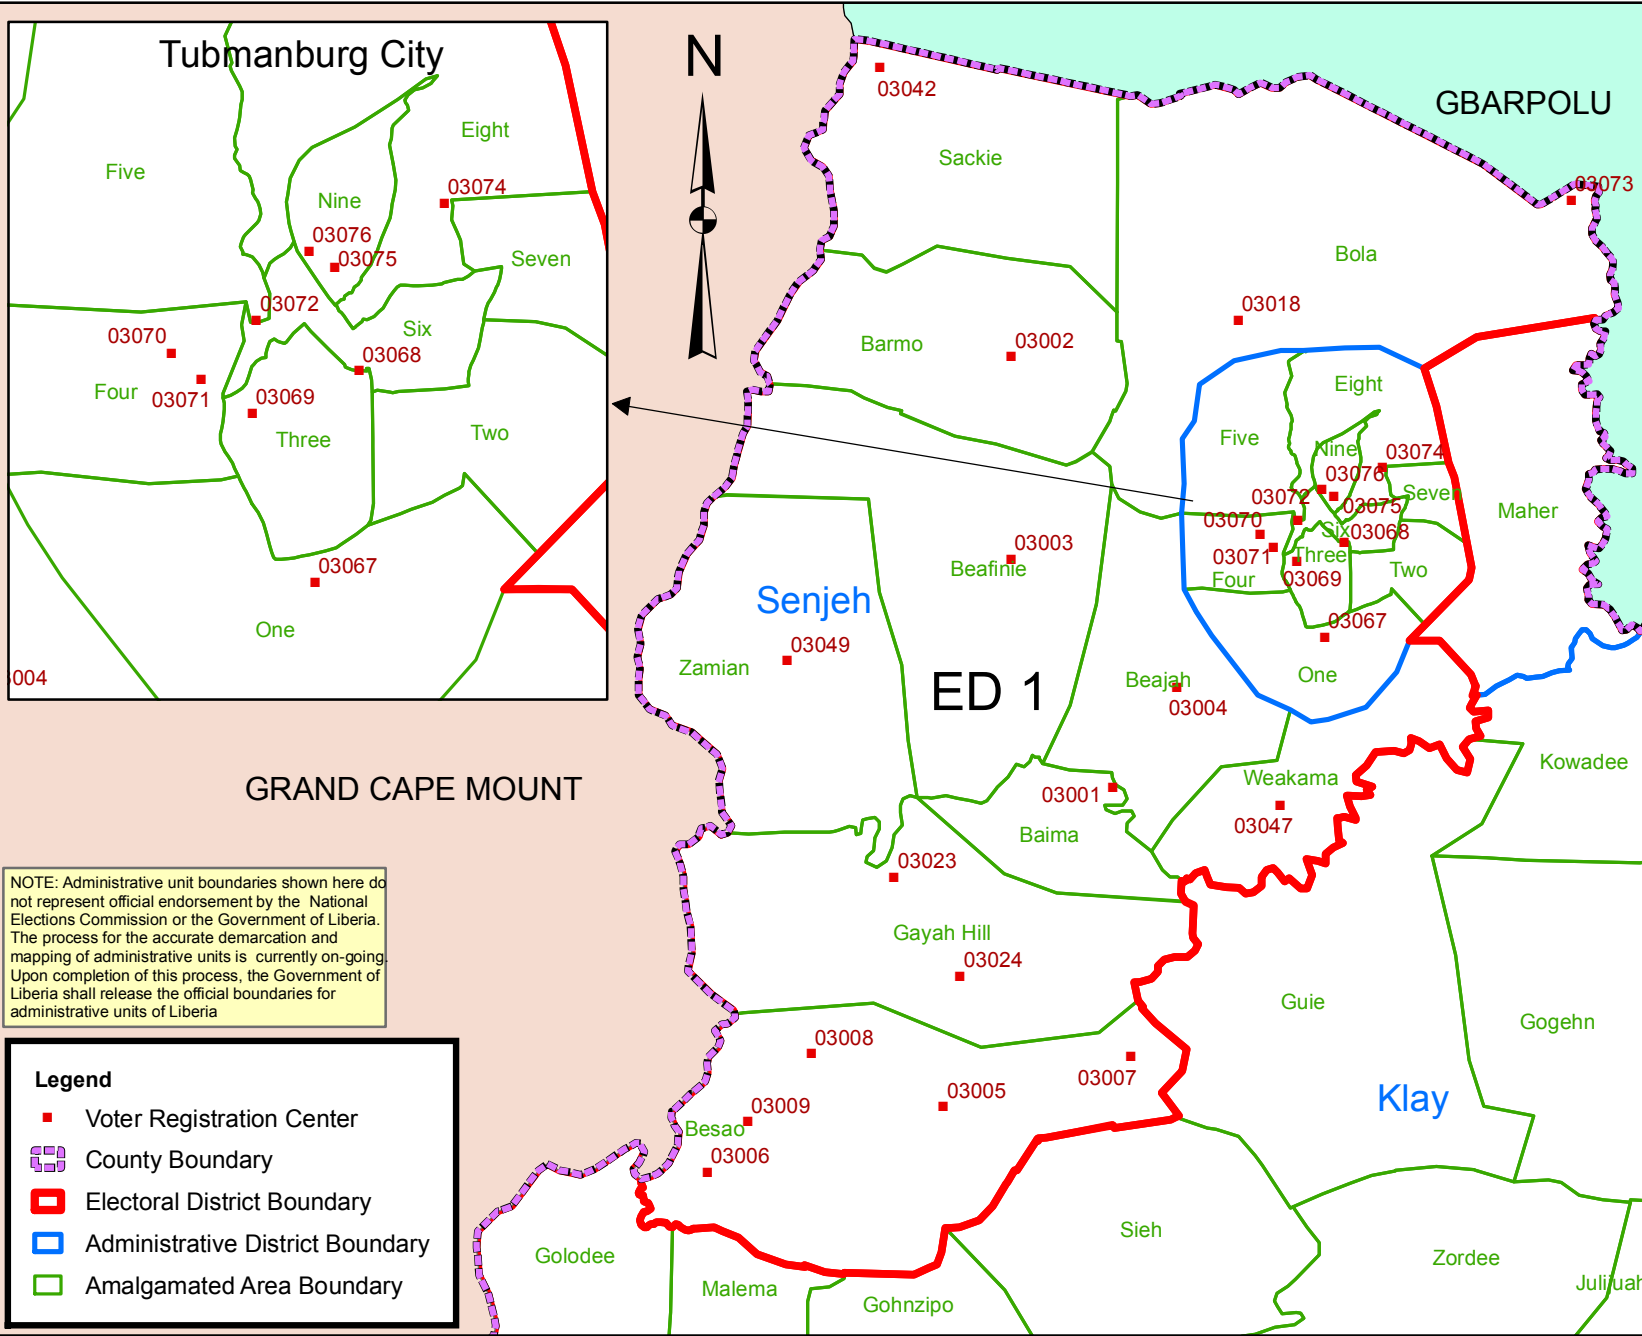 Tubmanburg City
Five
Eight
Nine
03074
03076
03075
Seven
03072
03070
Six
03068
Four
03071
03069
Three
Two
03067
One
N
03042
GBARPOLU
03073
Sackie
Bola
03018
Barmo
03002
Eight
Five
Nine
03074
03076
Seven
03072
03075
03070
Six
03068
03071
Three
Two
Four
03069
03067
One
Maher
03003
Beafinie
Senjeh
03049
Zamian
ED 1
Beajah
03004
Kowadee
Weakama
03047
03001
Baima
GRAND CAPE MOUNT
03023
Gayah Hill
03024
Guie
Gogehn
03008
03007
03005
03009
Besao
03006
Klay
Golodee
Malema
Gohnzipo
Sieh
Zordee
NOTE: Administrative unit boundaries shown here do
not represent official endorsement by the National
Elections Commission or the Government of Liberia.
The process for the accurate demarcation and
mapping of administrative units is currently on-going.
Upon completion of this process, the Government of
Liberia shall release the official boundaries for
administrative units of Liberia
Legend
Voter Registration Center
County Boundary
Electoral District Boundary
Administrative District Boundary
Amalgamated Area Boundary